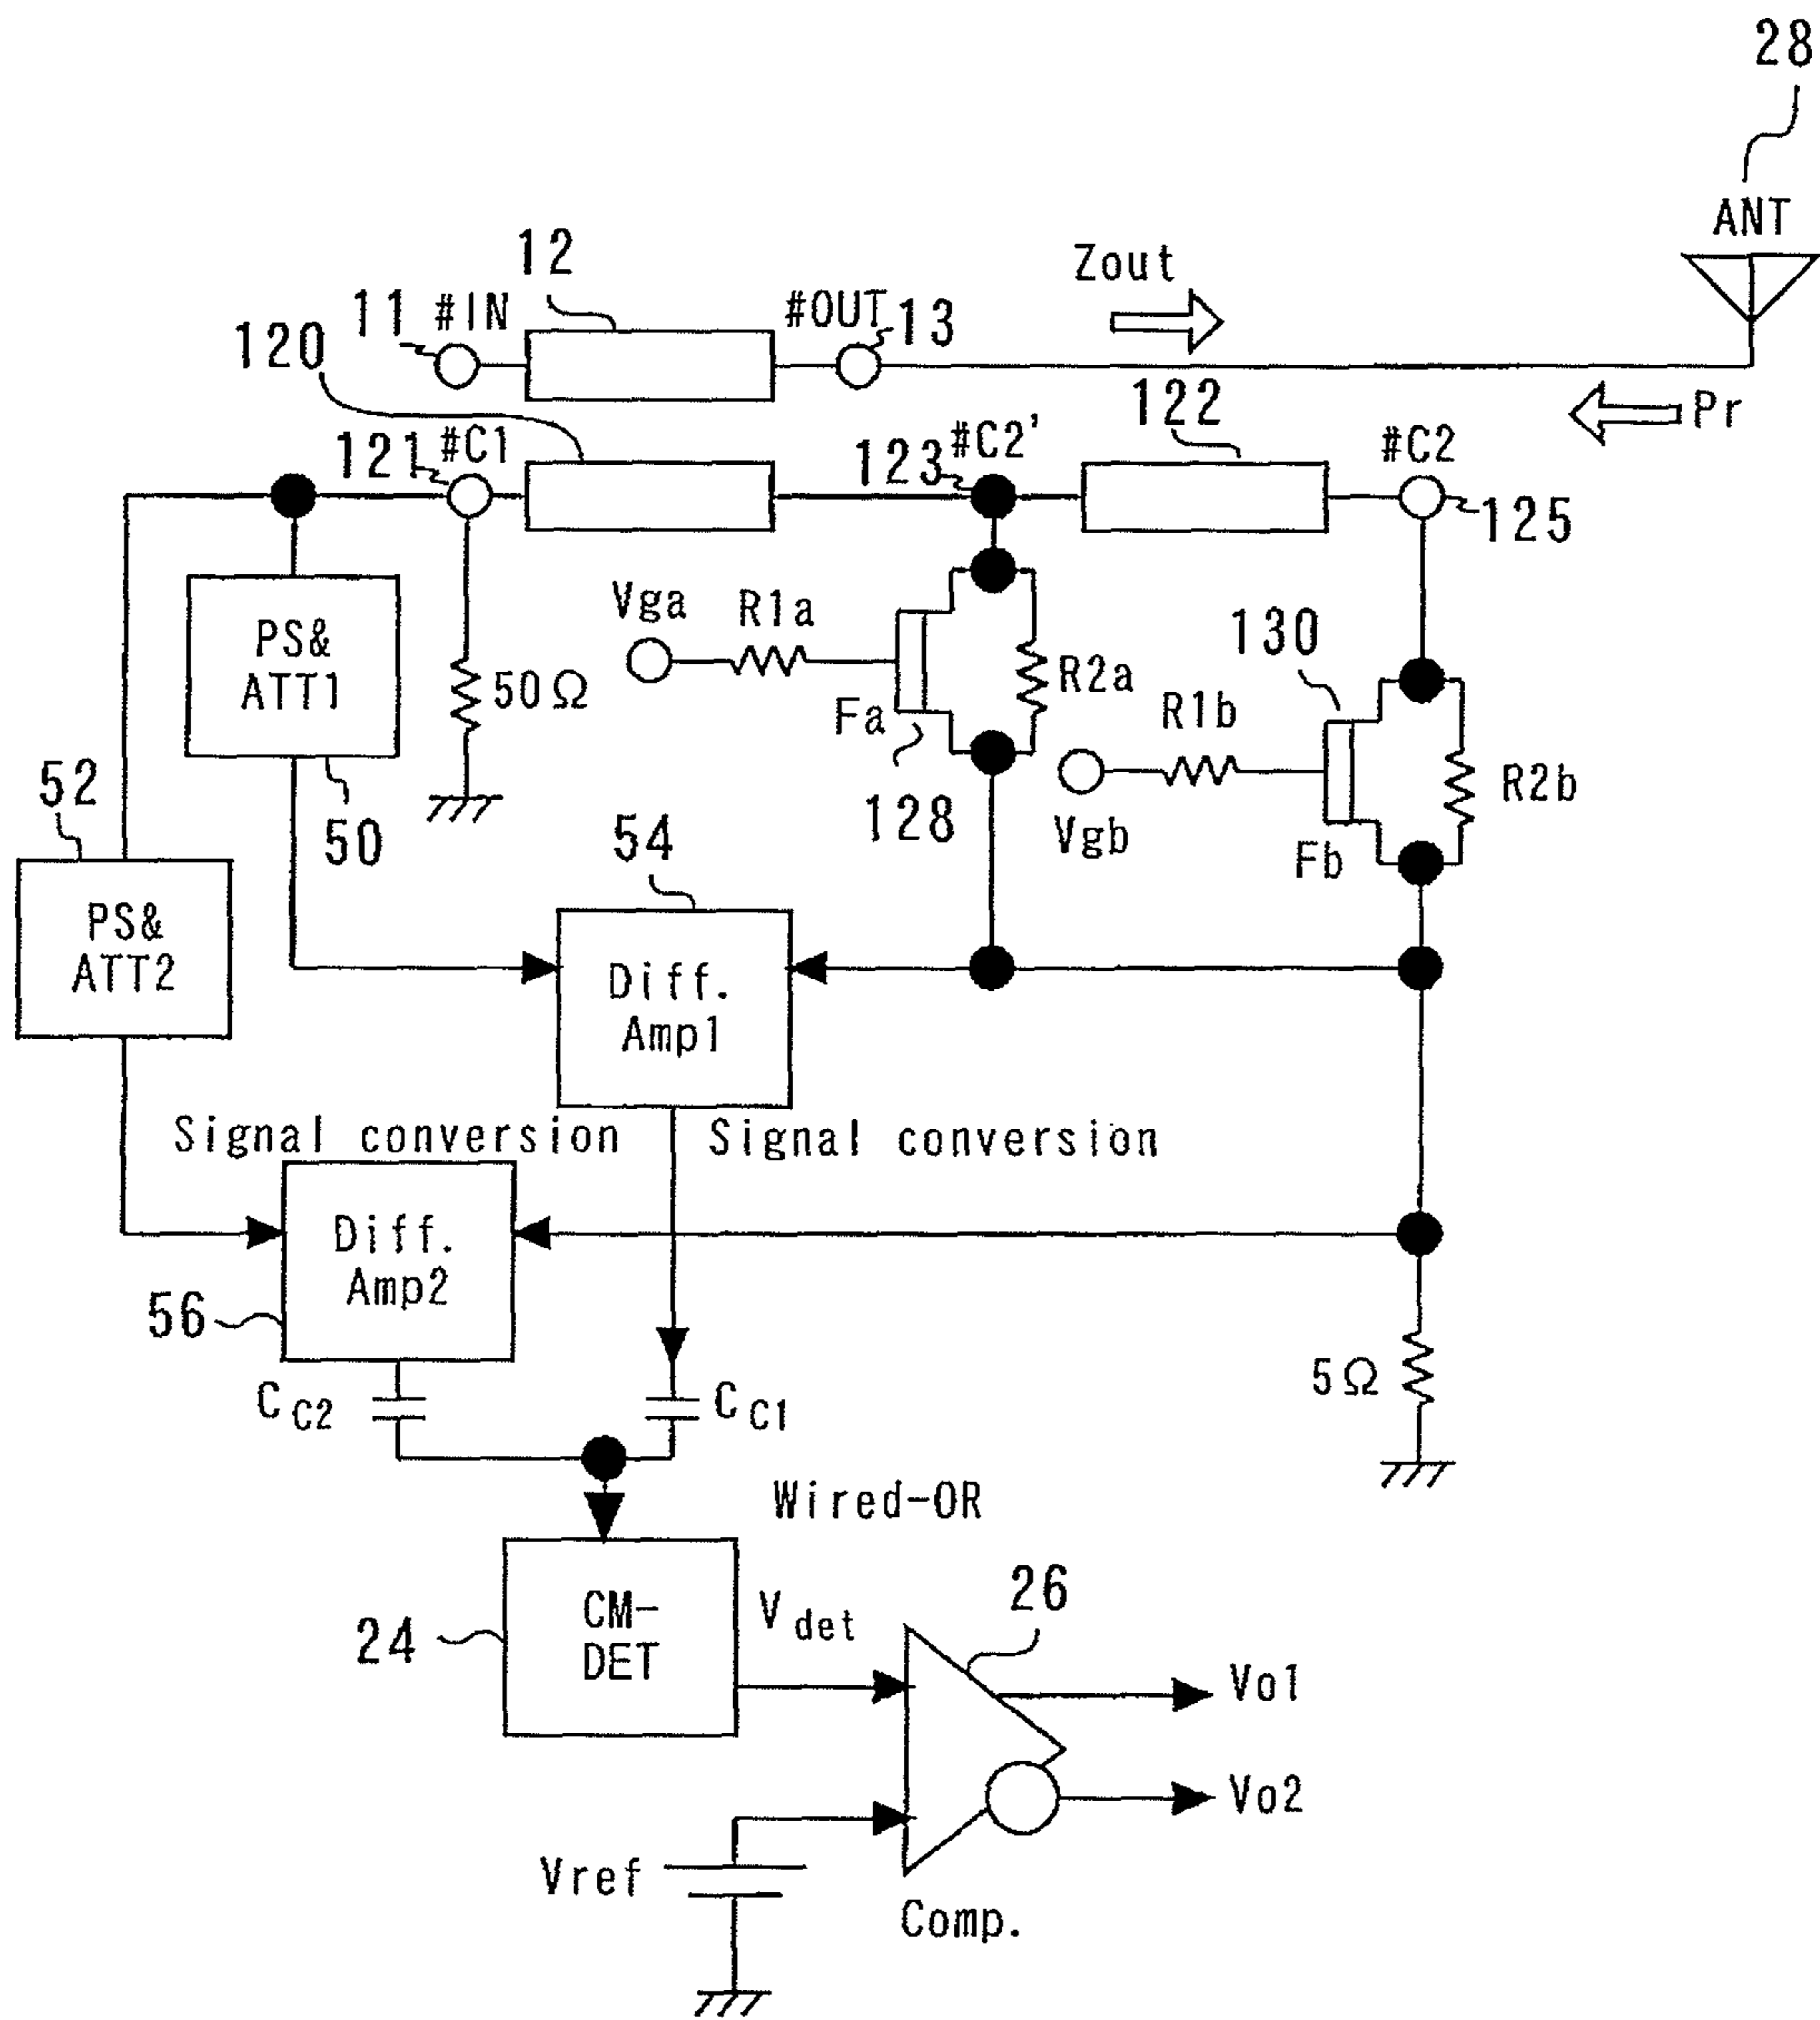 28
ANT
12
Zout
11 #IN
#OUT 13
120
Pr
122
121 #C1
123 #C2'
#C2
125
Vga
R1a
130
PS&
ATT1
50Ω
R2a
Fa
R1b
52
50
54
128
Vgb
R2b
Fb
PS&
ATT2
Diff.
Amp1
Signal conversion
Signal conversion
Diff.
Amp2
56
5Ω
CC2
CC1
Wired-OR
CM-
DET
24
Vdet
26
Vo1
Vo2
Vref
Comp.